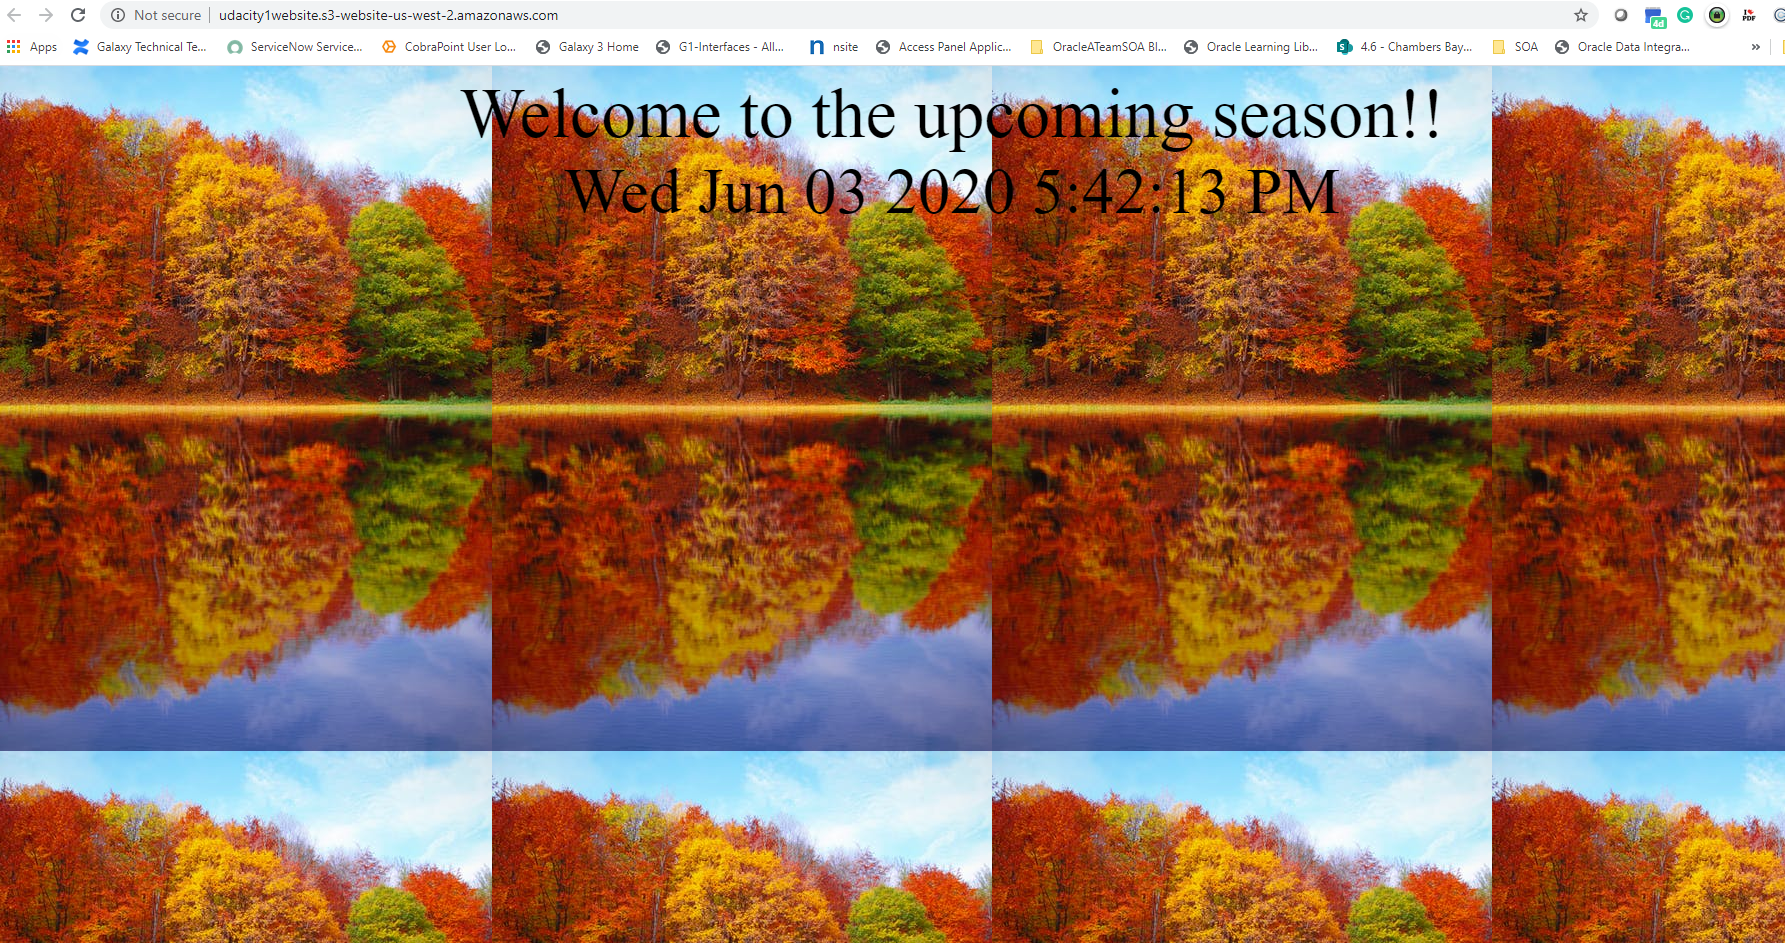 Not secure udacity1website.s3-website-us-west-2.amazonaws.com 4d I PDF
Apps Galaxy Technical Te... ServiceNow Service... CobraPoint User Lo... Galaxy 3 Home G1-Interfaces - All... n nsite Access Panel Applic... OracleATeamSOA Bl... Oracle Learning Lib... S 4.6 - Chambers Bay... SOA Oracle Data Integra... »
Welcome to the upcoming season!!
Wed Jun 03 2020 5:42:13 PM